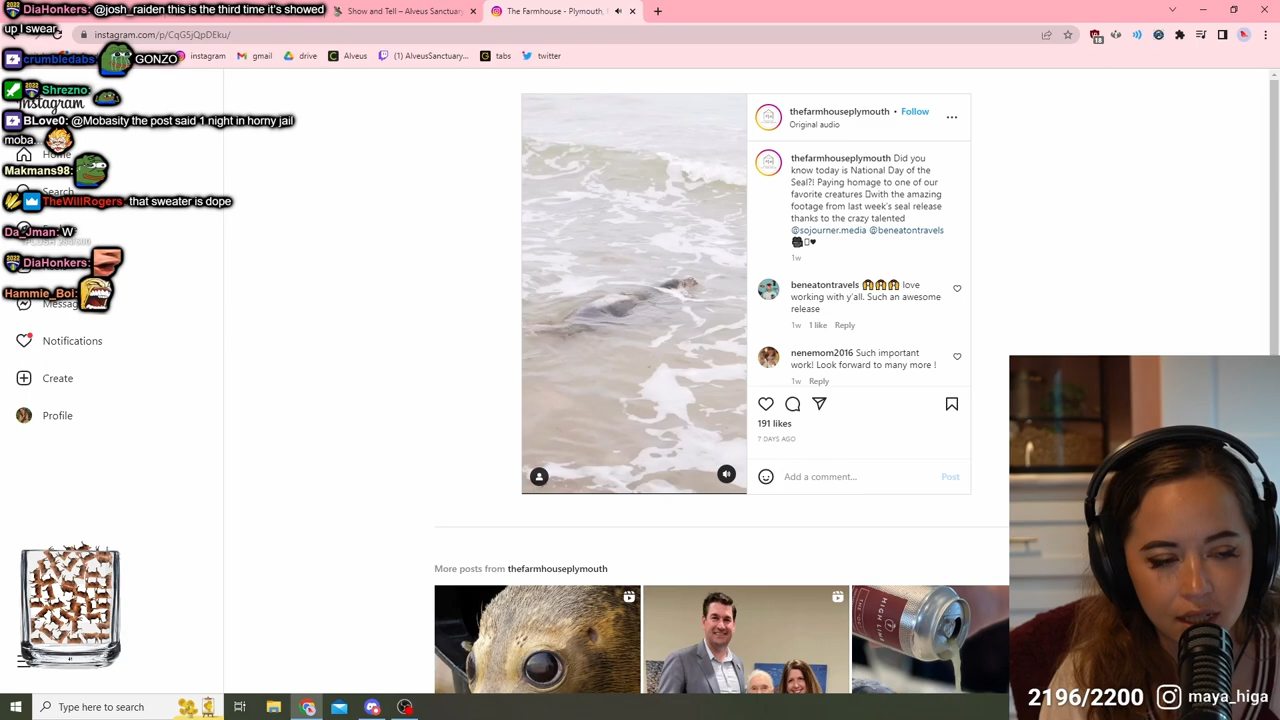 DiaHonkers: @josh_raiden this is the third time it's showed
up I swear
crumbledabs: GONZO
Shrezno:
BLove0: @Mobasity the post said 1 night in horny jail
moba...
Makmans98:
TheWillRogers: that sweater is dope
Da_Jman: W
DiaHonkers:
Hammie_Boi:
Show and Tell – Alveus Sanctuary
The Farmhouse - Plymouth,
instagram.com/p/CqG5jQpDEku/
instagram
gmail
drive
Alveus
(1) AlveusSanctuary...
tabs
twitter
Instagram
Home
Search
Messag
Notifications
Create
Profile
thefarmhouseplymouth • Follow
Original audio
thefarmhouseplymouth Did you
know today is National Day of the
Seal?! Paying homage to one of our
favorite creatures with the amazing
footage from last week's seal release
thanks to the crazy talented
@sojourner.media @beneatontravels
1w
beneatontravels love
working with y'all. Such an awesome
release
1w 1 like Reply
nenemom2016 Such important
work! Look forward to many more !
1w Reply
191 likes
7 DAYS AGO
Add a comment...
Post
More posts from thefarmhouseplymouth
HIGH LIMB
2196/2200
maya_higa
Type here to search